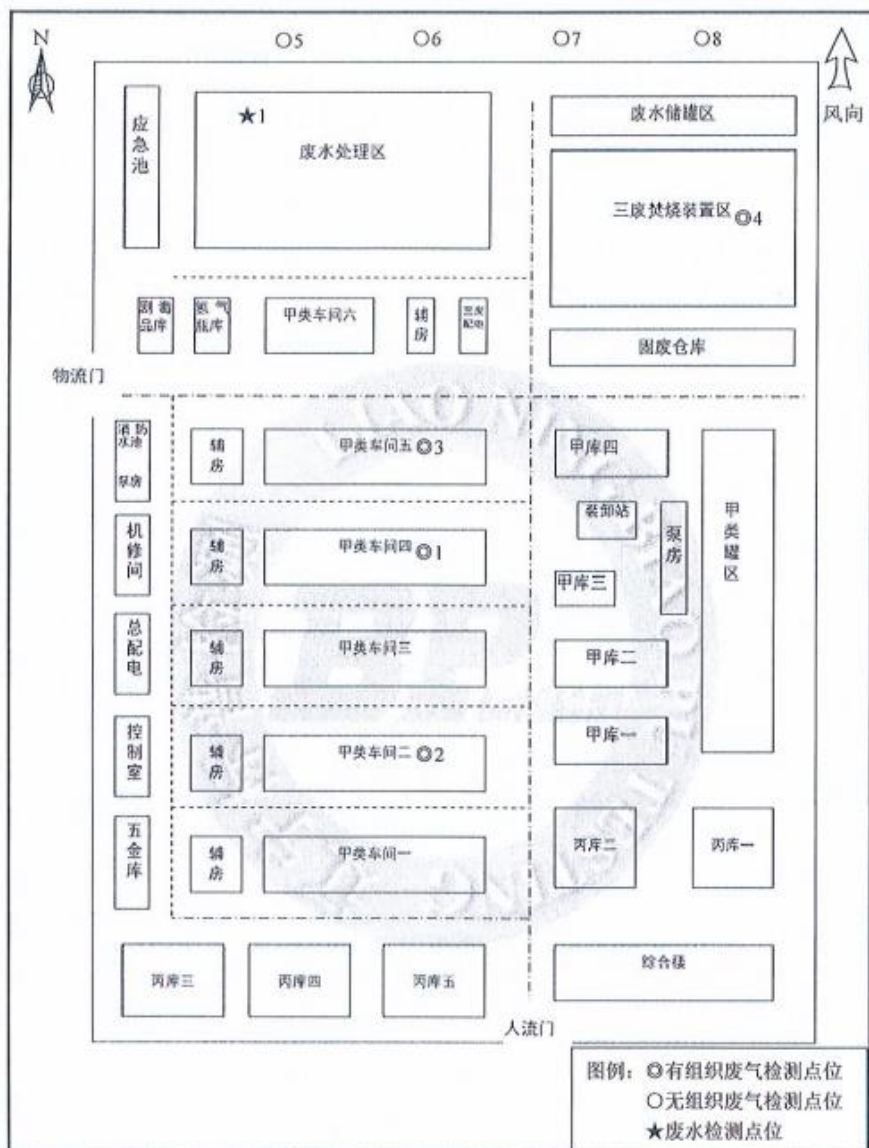 N
○5 ○6 ○7 ○8
风向
应急池
★1
废水处理区
废水储罐区
三废焚烧装置区 ◎4
剧毒品库
氢气瓶库
甲类车间六
辅房
三废配电
固废仓库
物流门
消防水池
泵房
辅房
甲类车间五◎3
甲库四
装卸站
泵房
甲类罐区
机修间
辅房
甲类车间四◎1
甲库三
总配电
辅房
甲类车间三
甲库二
控制室
辅房
甲类车间二◎2
甲库一
五金库
辅房
甲类车间一
丙库二
丙库一
丙库三
丙库四
丙库五
综合楼
人流门
图例：◎有组织废气检测点位
○无组织废气检测点位
★废水检测点位
TESTING